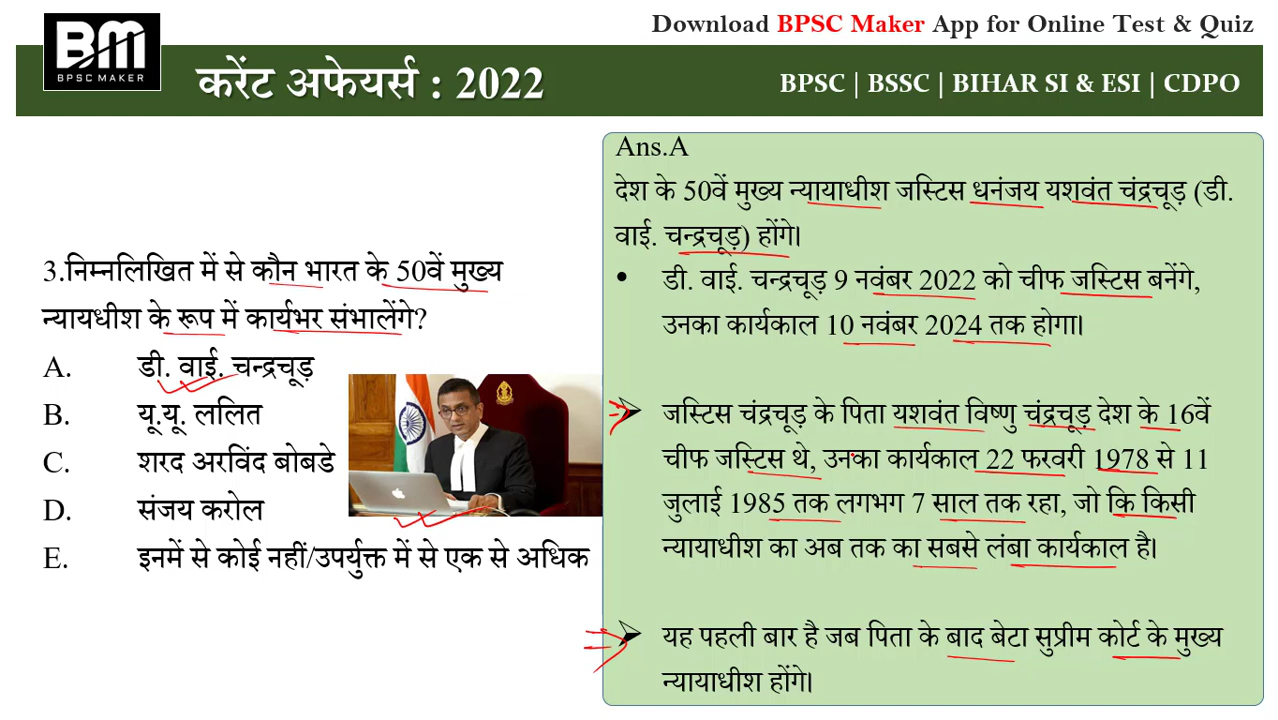 Download BPSC Maker App for Online Test & Quiz
BM
BPSC MAKER
करेंट अफेयर्स : 2022
BPSC | BSSC | BIHAR SI & ESI | CDPO
3.निम्नलिखित में से कौन भारत के 50वें मुख्य
न्यायधीश के रूप में कार्यभर संभालेंगे?
A. डी. वाई. चन्द्रचूड़
B. यू.यू. ललित
C. शरद अरविंद बोबडे
D. संजय करोल
E. इनमें से कोई नहीं/उपर्युक्त में से एक से अधिक
Ans.A
देश के 50वें मुख्य न्यायाधीश जस्टिस धनंजय यशवंत चंद्रचूड़ (डी.
वाई. चन्द्रचूड़) होंगे।
• डी. वाई. चन्द्रचूड़ 9 नवंबर 2022 को चीफ जस्टिस बनेंगे,
उनका कार्यकाल 10 नवंबर 2024 तक होगा।
जस्टिस चंद्रचूड़ के पिता यशवंत विष्णु चंद्रचूड़ देश के 16वें
चीफ जस्टिस थे, उनका कार्यकाल 22 फरवरी 1978 से 11
जुलाई 1985 तक लगभग 7 साल तक रहा, जो कि किसी
न्यायाधीश का अब तक का सबसे लंबा कार्यकाल है।
यह पहली बार है जब पिता के बाद बेटा सुप्रीम कोर्ट के मुख्य
न्यायाधीश होंगे।